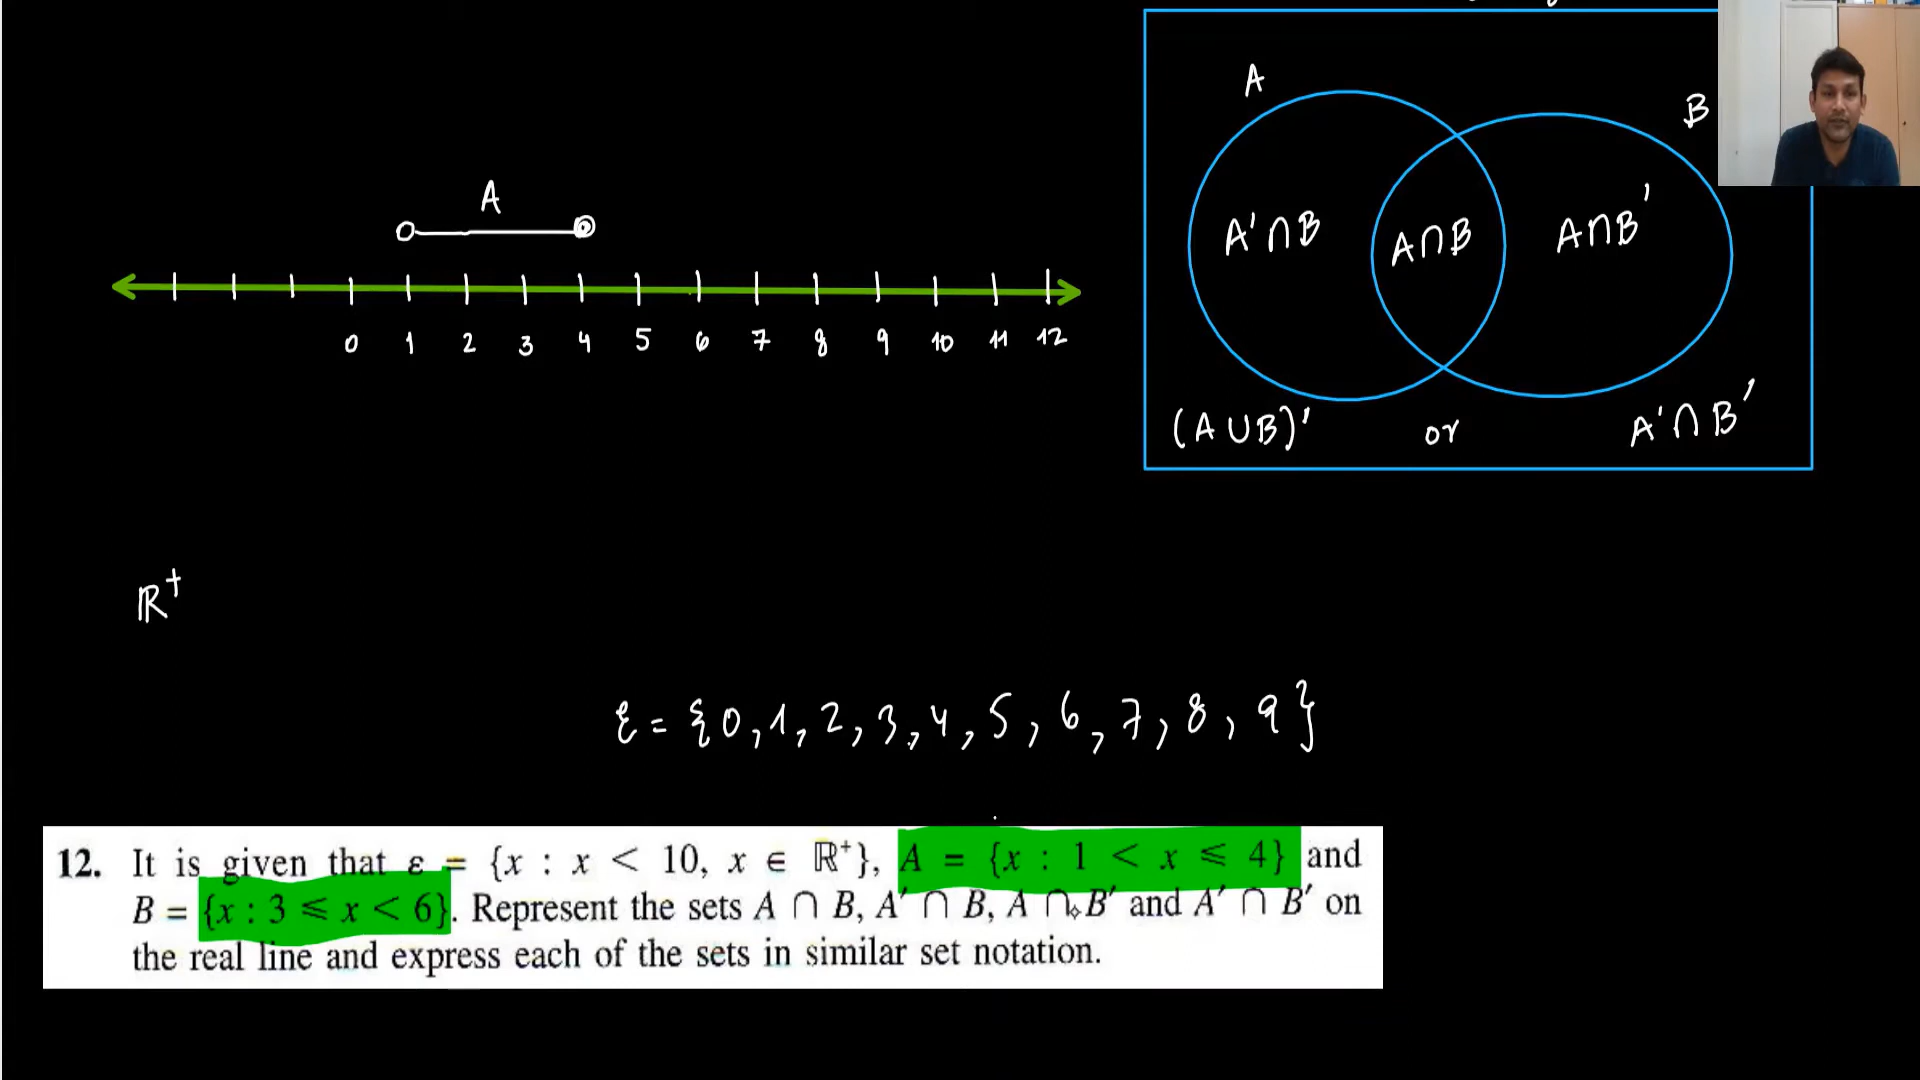 A
B
A
A'∩B
A∩B
A∩B'
0 1 2 3 4 5 6 7 8 9 10 11 12
(A∪B)' or A'∩B'
ℝ⁺
ξ = {0, 1, 2, 3, 4, 5, 6, 7, 8, 9}
12. It is given that ε = {x : x < 10, x ∈ ℝ⁺}, A = {x : 1 < x ⩽ 4} and
B = {x : 3 ⩽ x < 6}. Represent the sets A ∩ B, A′ ∩ B, A ∩ B′ and A′ ∩ B′ on
the real line and express each of the sets in similar set notation.